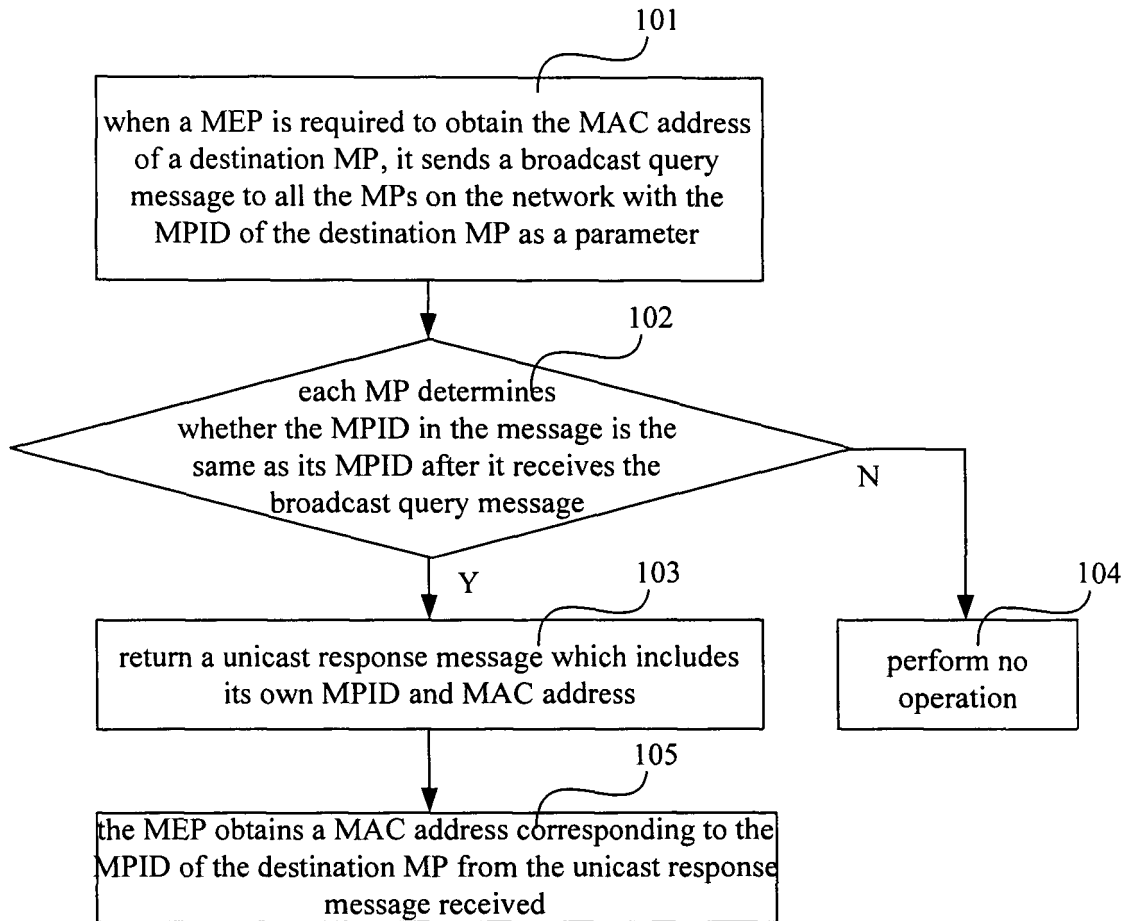 101
when a MEP is required to obtain the MAC address
of a destination MP, it sends a broadcast query
message to all the MPs on the network with the
MPID of the destination MP as a parameter
102
each MP determines
whether the MPID in the message is the
same as its MPID after it receives the
broadcast query message
N
Y
103
return a unicast response message which includes
its own MPID and MAC address
104
perform no
operation
105
the MEP obtains a MAC address corresponding to the
MPID of the destination MP from the unicast response
message received